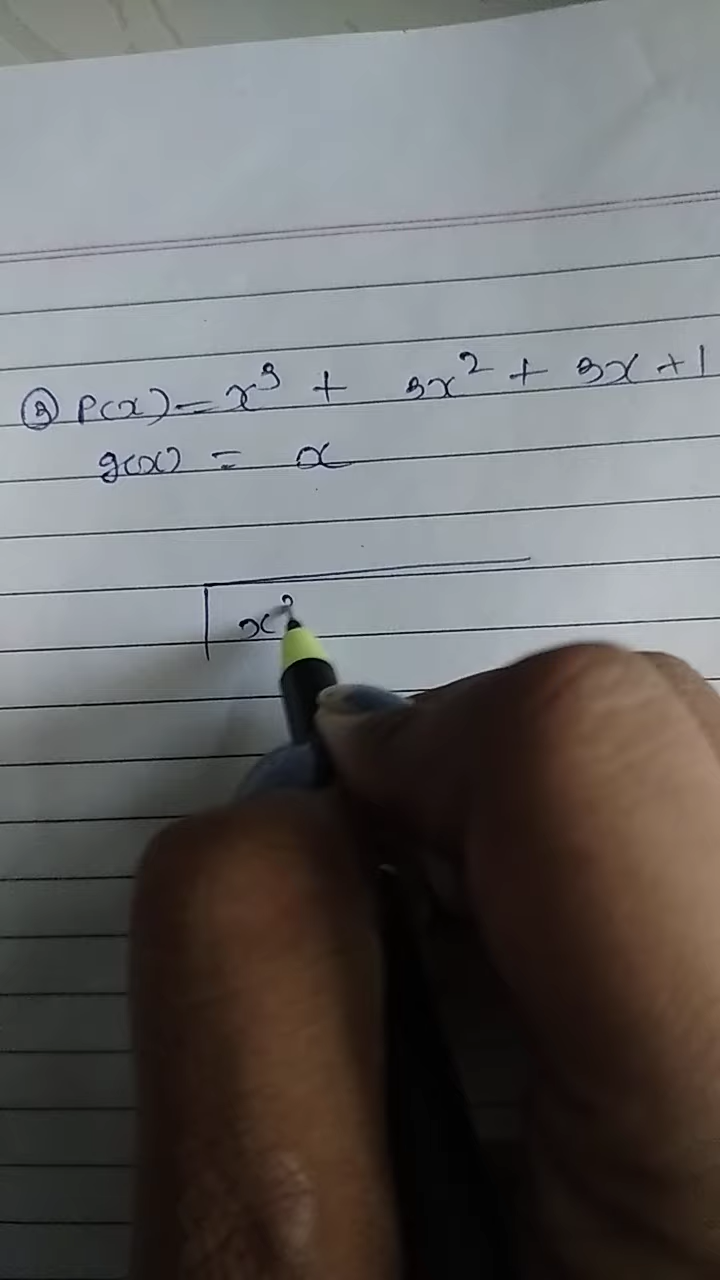 ③ P(x) = x³ + 3x² + 3x + 1
g(x) = x
x³